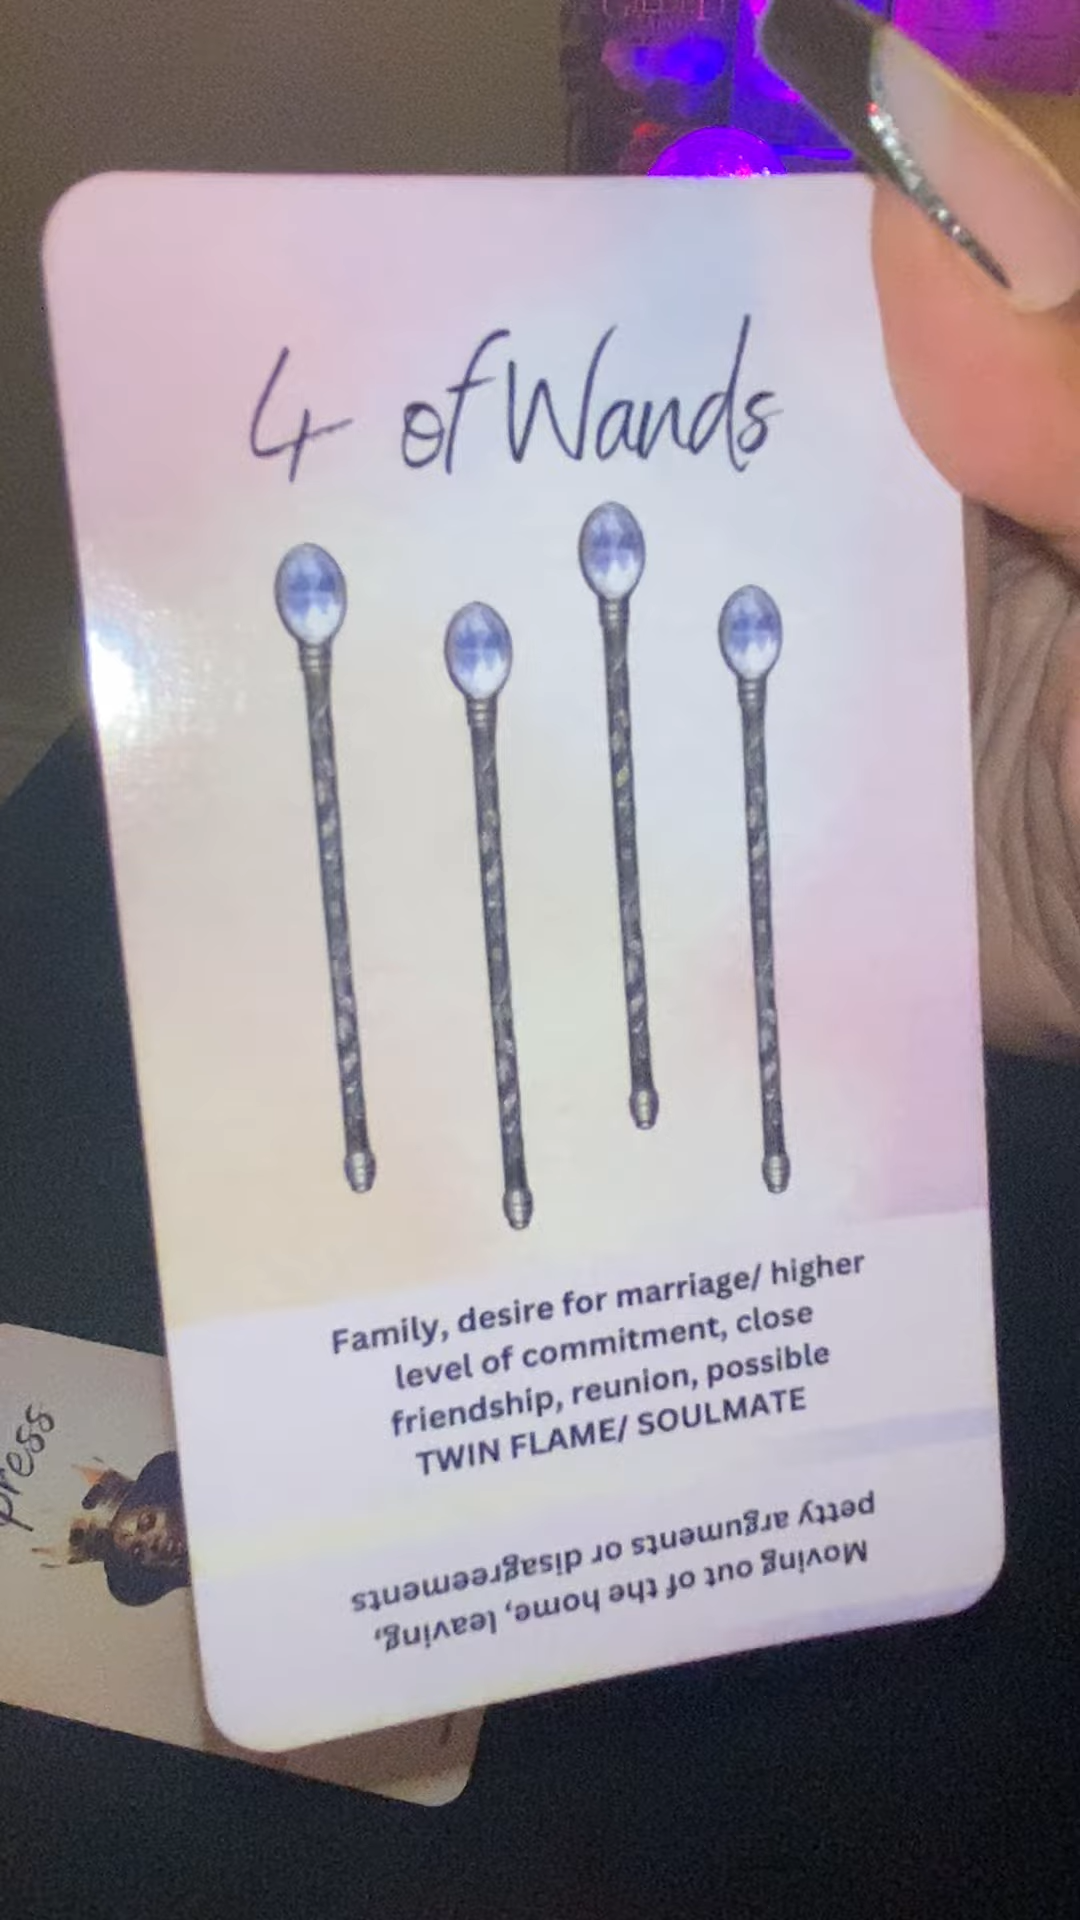 4 of Wands
Family, desire for marriage/ higher
level of commitment, close
friendship, reunion, possible
TWIN FLAME/ SOULMATE
Moving out of the home, leaving,
petty arguments or disagreements
press